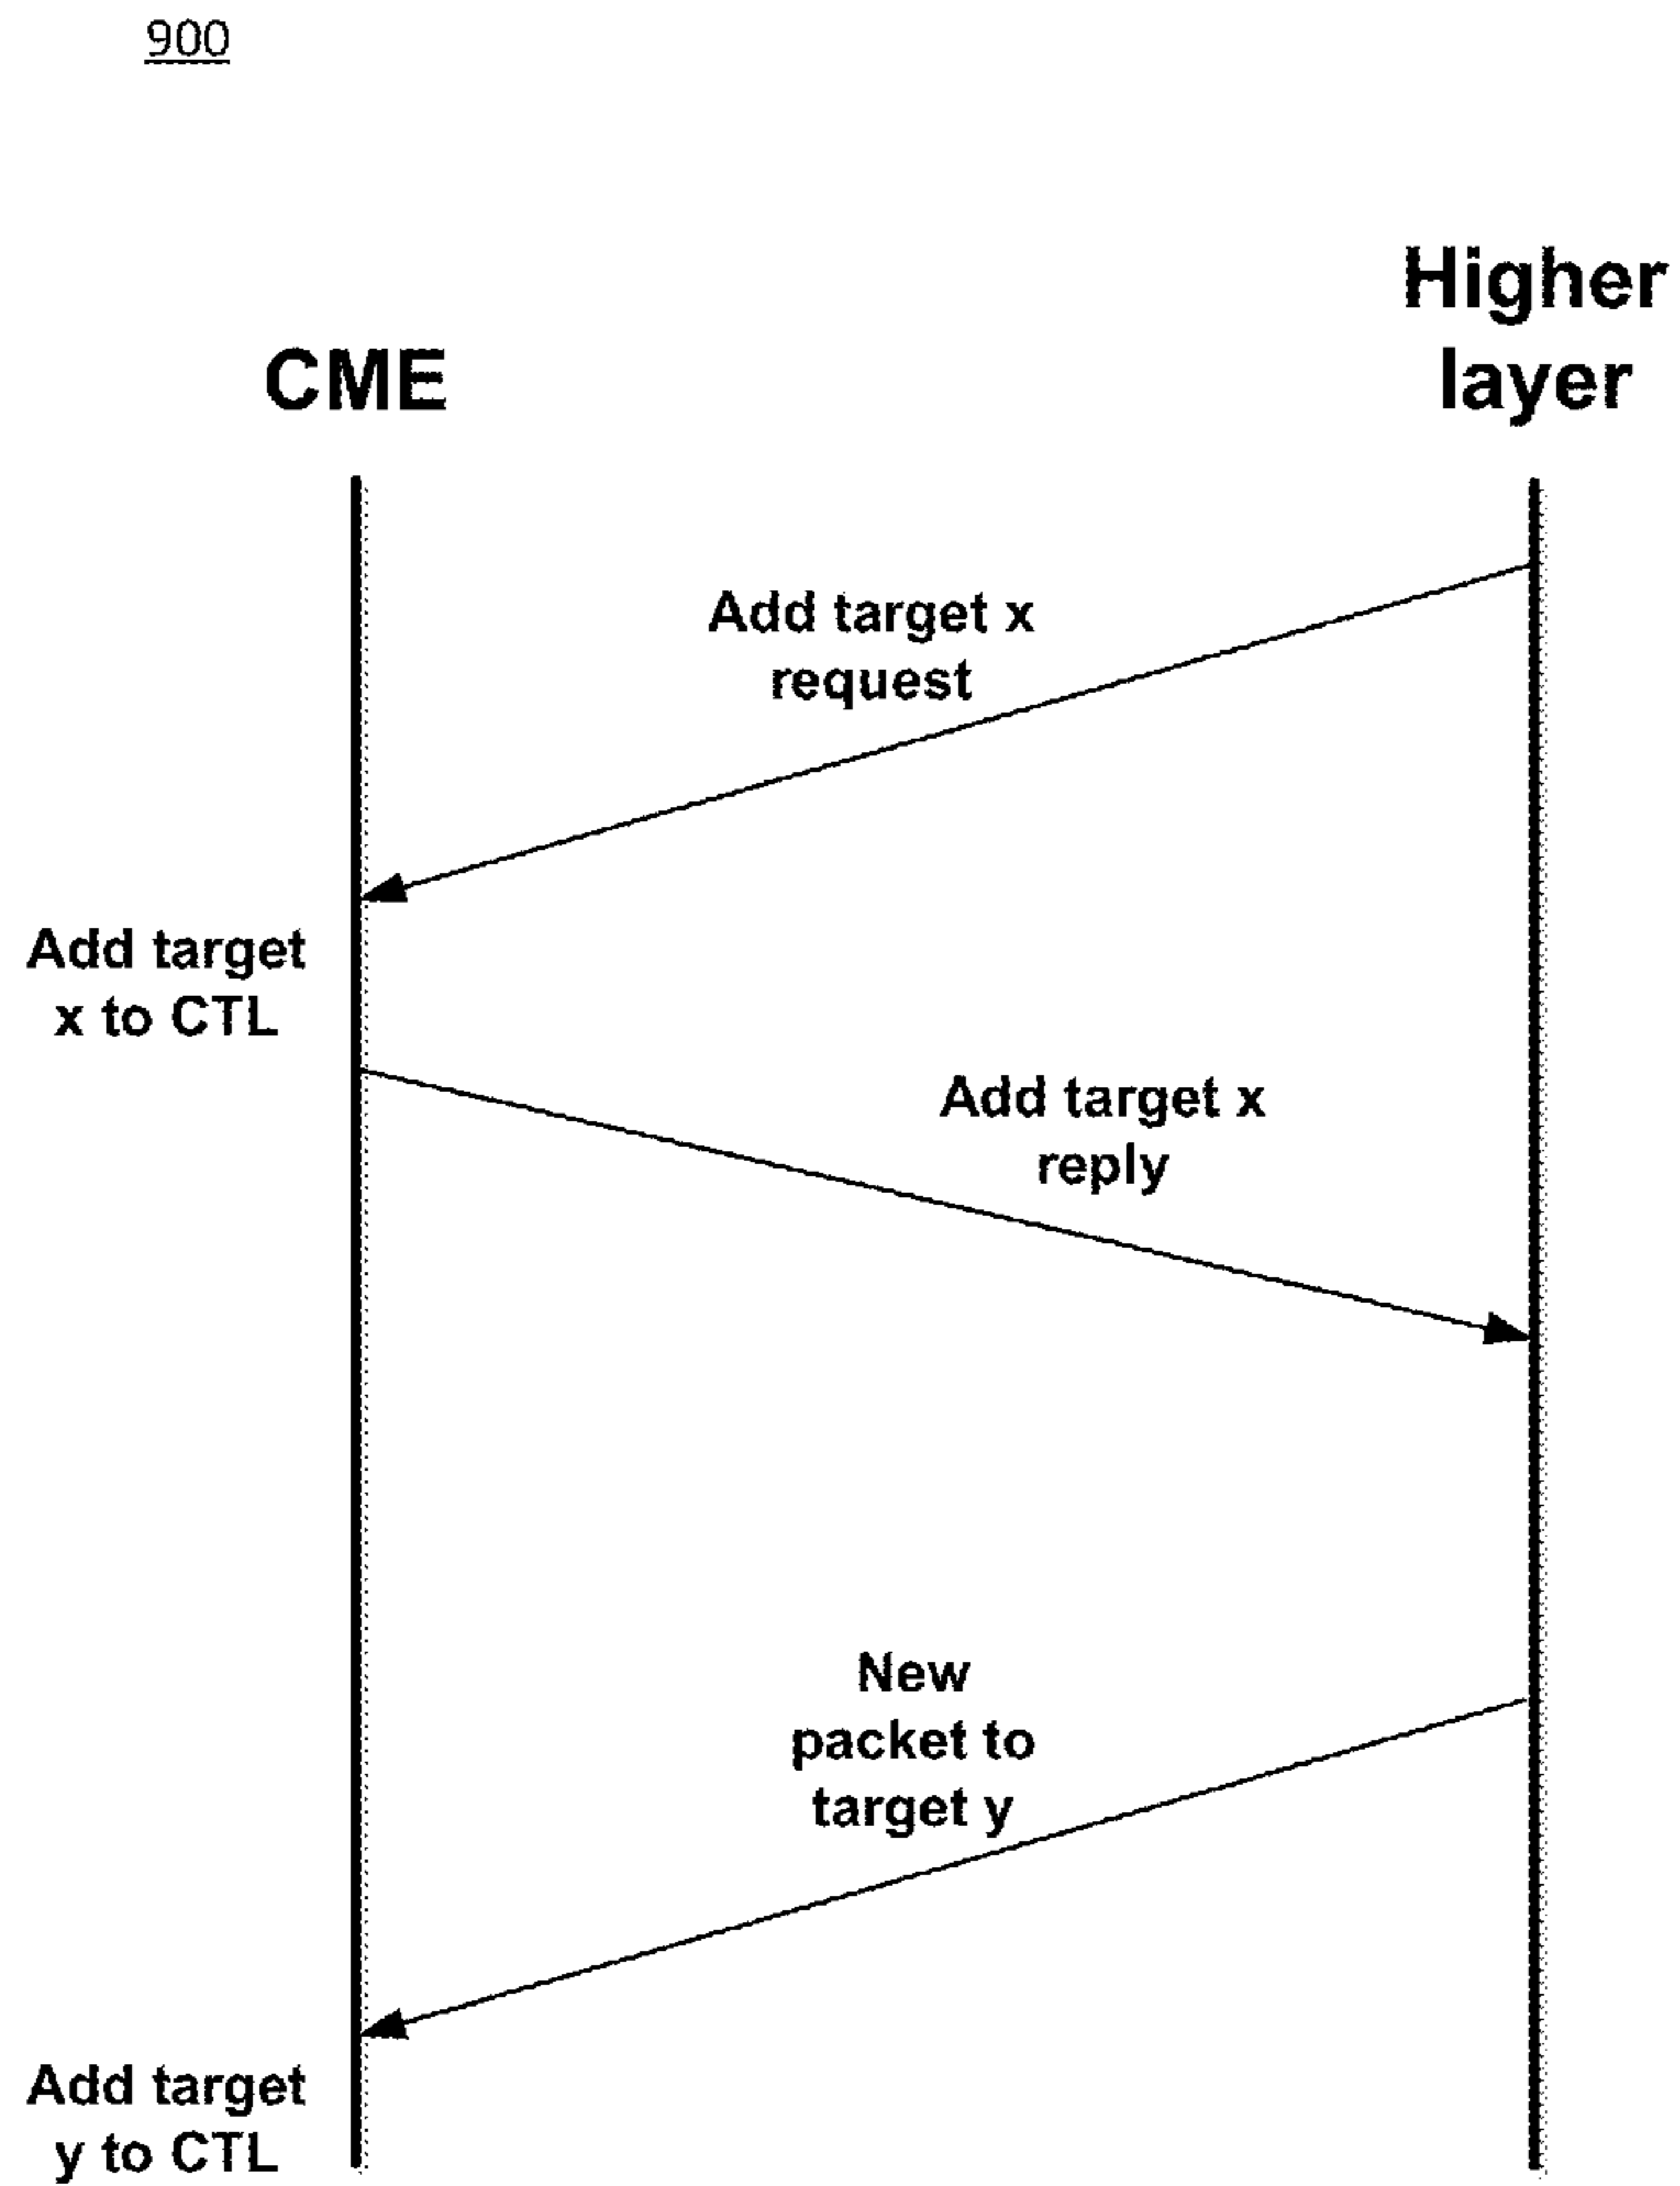 900
Higher
layer
CME
Add target x
request
Add target
x to CTL
Add target x
reply
New
packet to
target y
Add target
y to CTL